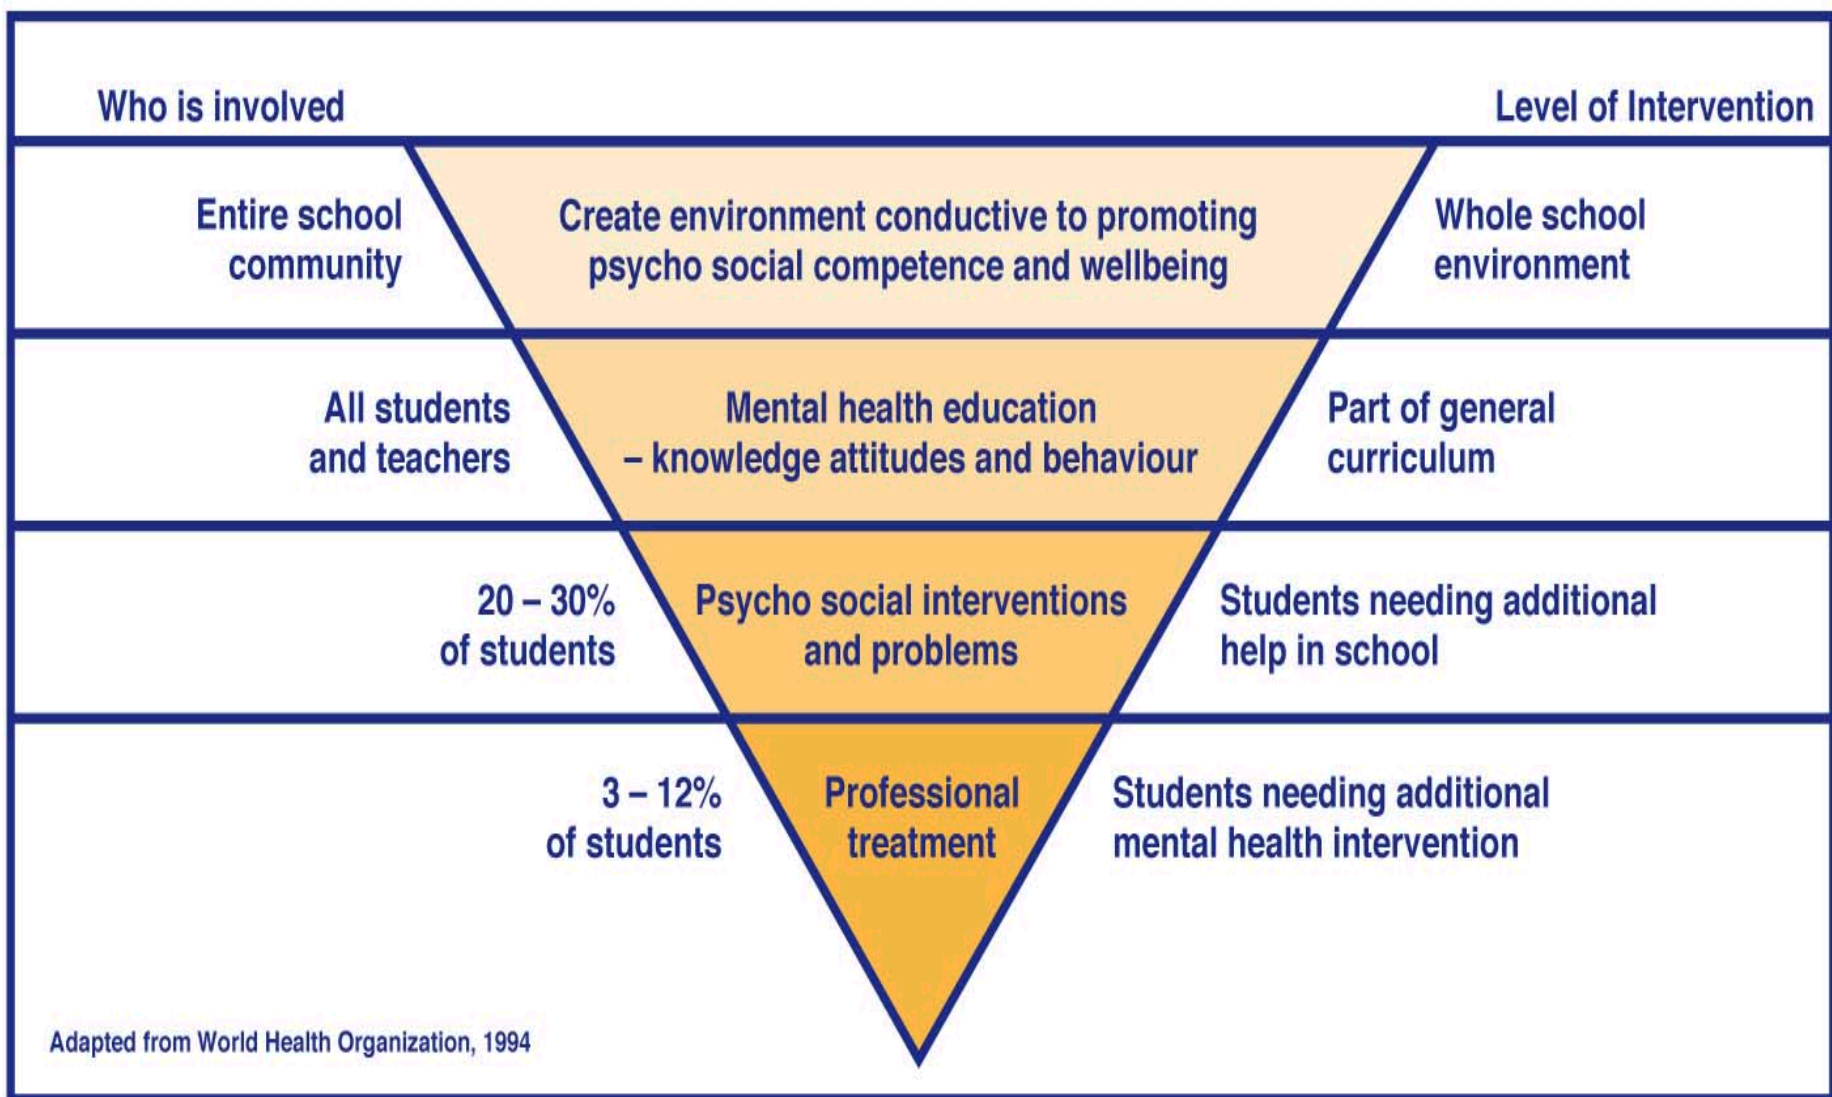 Who is involved
Level of Intervention
Entire school
community
Create environment conductive to promoting
psycho social competence and wellbeing
Whole school
environment
All students
and teachers
Mental health education
– knowledge attitudes and behaviour
Part of general
curriculum
20 – 30%
of students
Psycho social interventions
and problems
Students needing additional
help in school
3 – 12%
of students
Professional
treatment
Students needing additional
mental health intervention
Adapted from World Health Organization, 1994